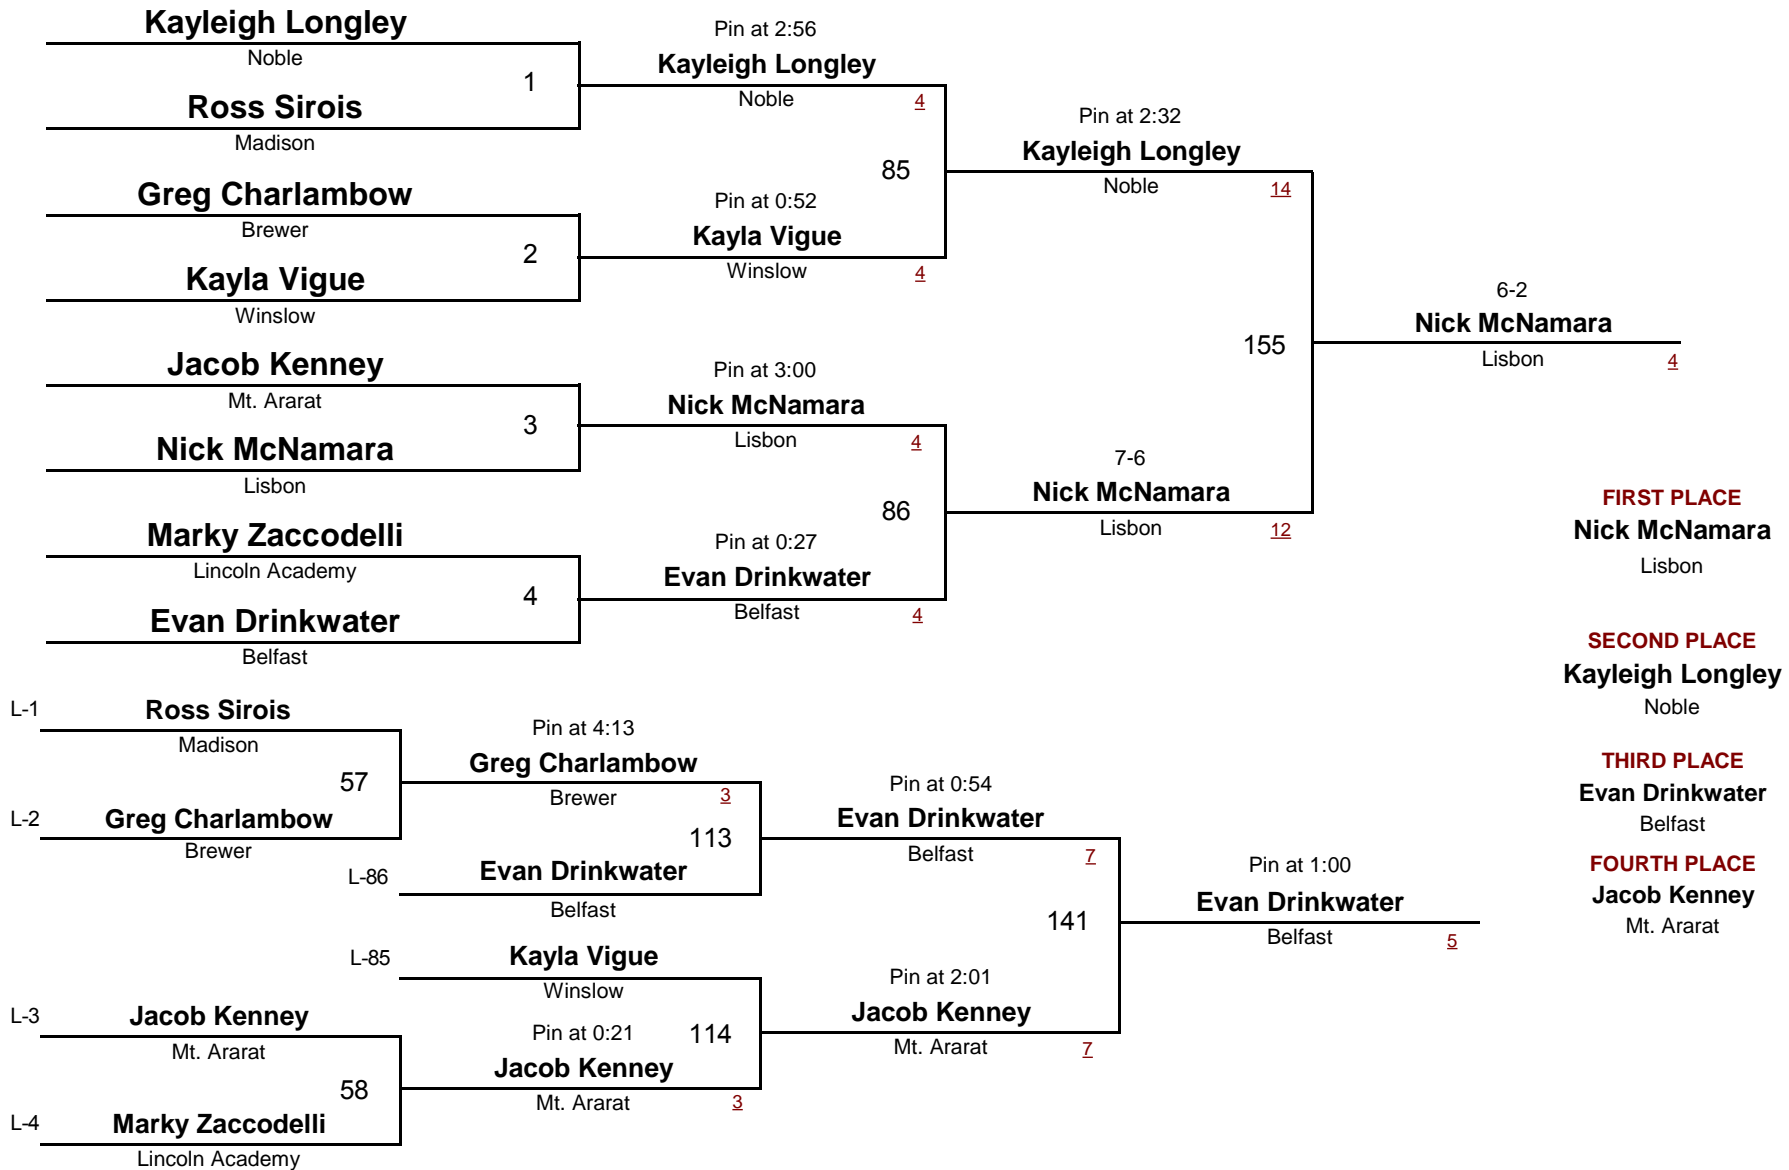 Kayleigh Longley
Noble
1
Ross Sirois
Madison
Greg Charlambow
Brewer
2
Kayla Vigue
Winslow
Jacob Kenney
Mt. Ararat
3
Nick McNamara
Lisbon
Marky Zaccodelli
Lincoln Academy
4
Evan Drinkwater
Belfast
Pin at 2:56
Kayleigh Longley
Noble
4
85
Pin at 0:52
Kayla Vigue
Winslow
4
Pin at 3:00
Nick McNamara
Lisbon
4
86
Pin at 0:27
Evan Drinkwater
Belfast
4
Pin at 2:32
Kayleigh Longley
Noble
14
155
7-6
Nick McNamara
Lisbon
12
6-2
Nick McNamara
Lisbon
4
FIRST PLACE
Nick McNamara
Lisbon
SECOND PLACE
Kayleigh Longley
Noble
THIRD PLACE
Evan Drinkwater
Belfast
FOURTH PLACE
Jacob Kenney
Mt. Ararat
L-1
Ross Sirois
Madison
57
L-2
Greg Charlambow
Brewer
Pin at 4:13
Greg Charlambow
Brewer
3
113
L-86
Evan Drinkwater
Belfast
L-85
Kayla Vigue
Winslow
114
L-3
Jacob Kenney
Mt. Ararat
58
L-4
Marky Zaccodelli
Lincoln Academy
Pin at 0:21
Jacob Kenney
Mt. Ararat
3
Pin at 0:54
Evan Drinkwater
Belfast
7
141
Pin at 2:01
Jacob Kenney
Mt. Ararat
7
Pin at 1:00
Evan Drinkwater
Belfast
5